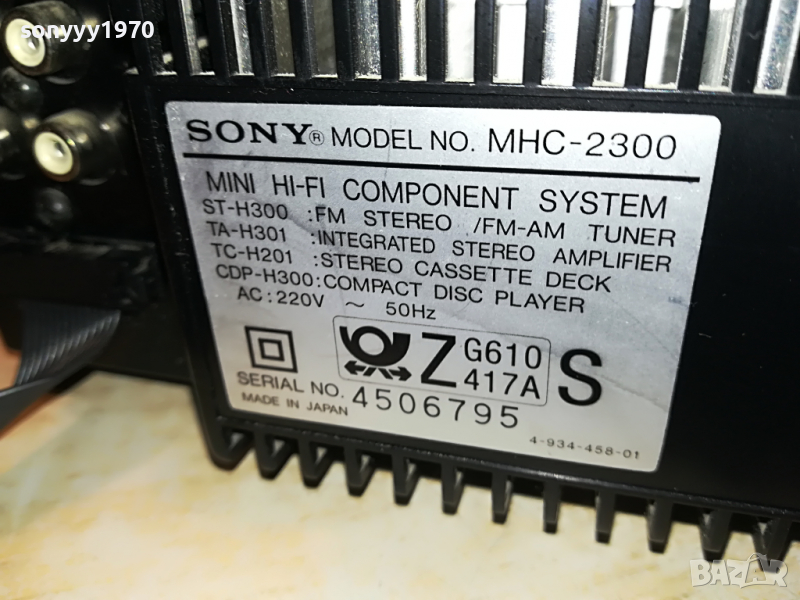 sonyyy1970
SONY® MODEL NO. MHC-2300
MINI HI-FI COMPONENT SYSTEM
ST-H300 :FM STEREO /FM-AM TUNER
TA-H301 :INTEGRATED STEREO AMPLIFIER
TC-H201 :STEREO CASSETTE DECK
CDP-H300:COMPACT DISC PLAYER
AC:220V ~ 50Hz
Z G610 S
417A
SERIAL NO. 4506795
MADE IN JAPAN
4-934-458-01
BAZAR